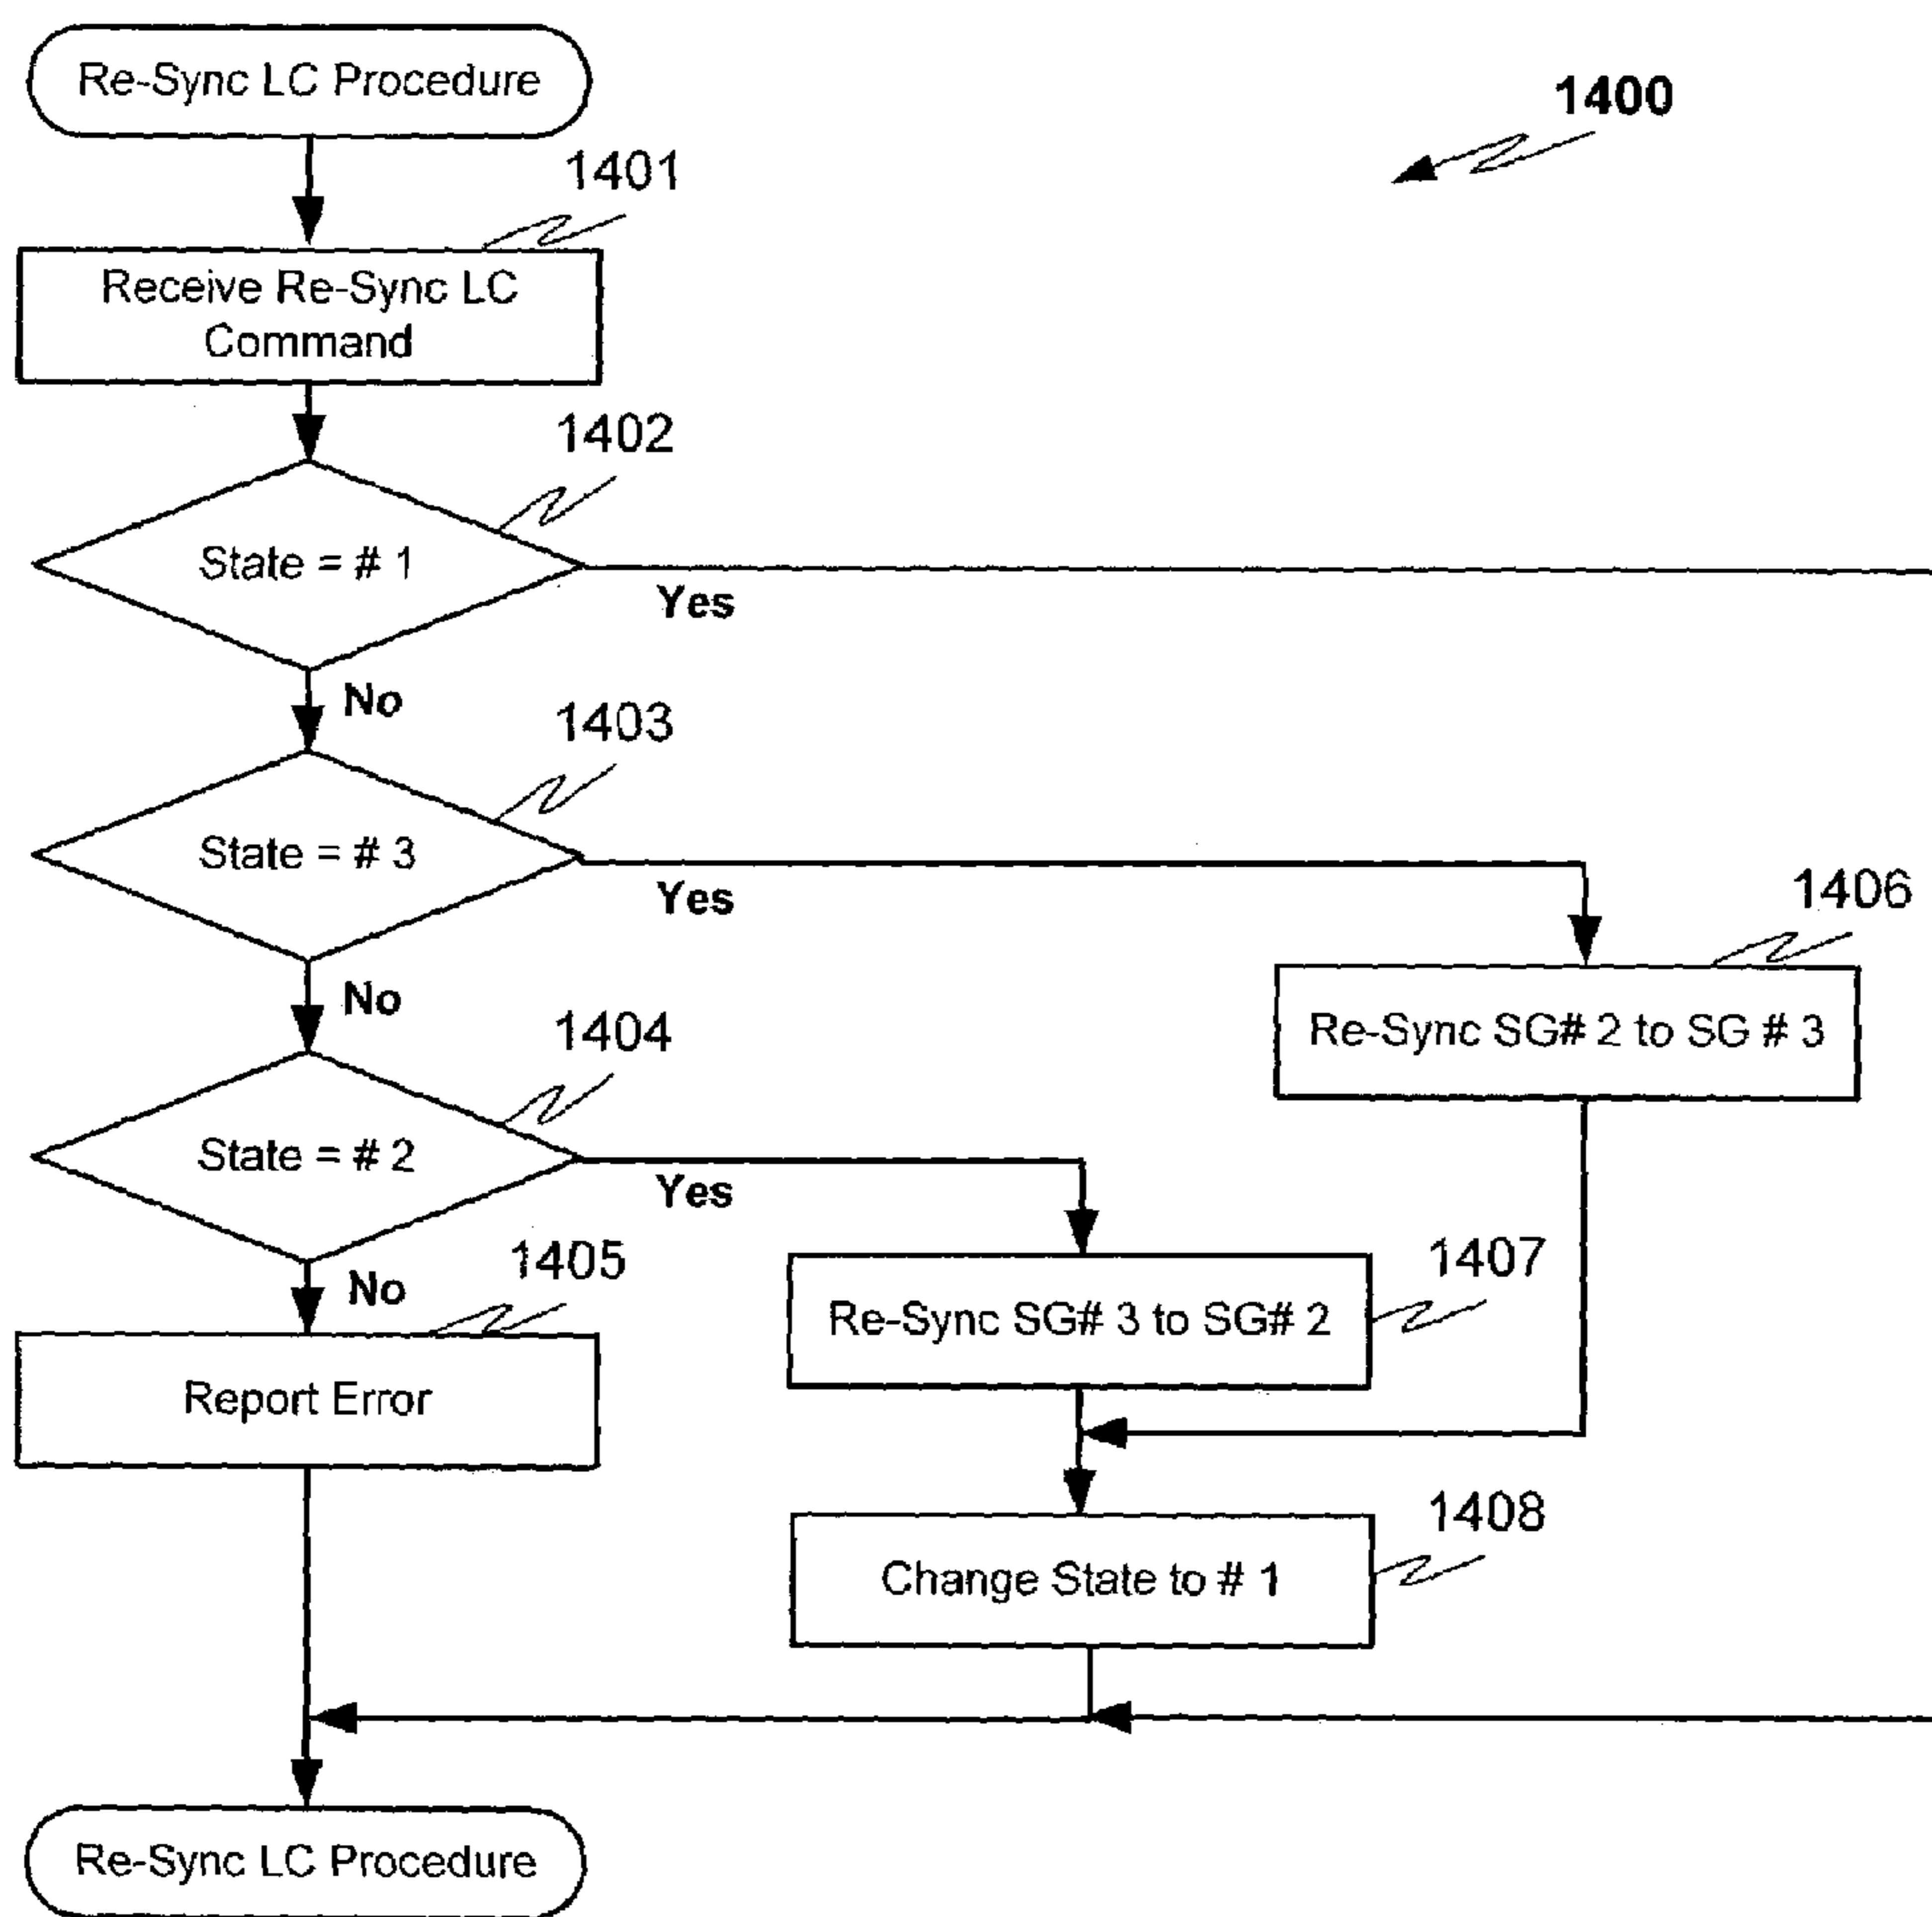 Re-Sync LC Procedure
1400
1401
Receive Re-Sync LC
Command
1402
State = # 1
Yes
No
1403
State = # 3
Yes
1406
No
Re-Sync SG# 2 to SG # 3
1404
State = # 2
Yes
1405
1407
No
Re-Sync SG# 3 to SG# 2
Report Error
1408
Change State to # 1
Re-Sync LC Procedure